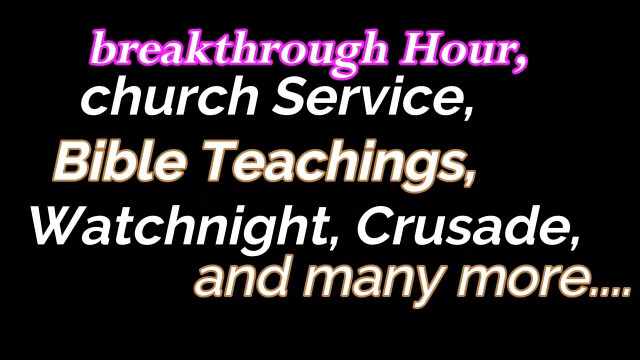 breakthrough Hour,
church Service,
Bible Teachings,
Watchnight, Crusade,
and many more....